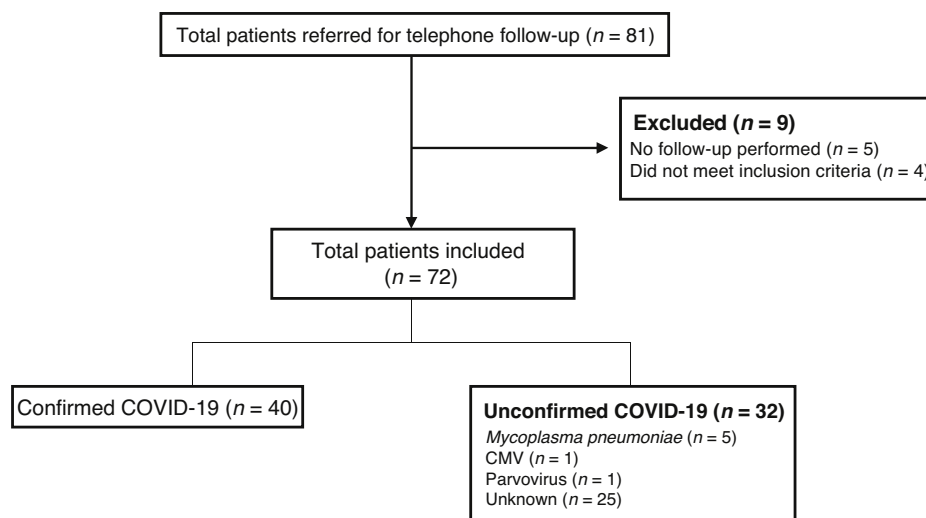 Total patients referred for telephone follow-up (n = 81)
Excluded (n = 9)
No follow-up performed (n = 5)
Did not meet inclusion criteria (n = 4)
Total patients included
(n = 72)
Confirmed COVID-19 (n = 40)
Unconfirmed COVID-19 (n = 32)
Mycoplasma pneumoniae (n = 5)
CMV (n = 1)
Parvovirus (n = 1)
Unknown (n = 25)